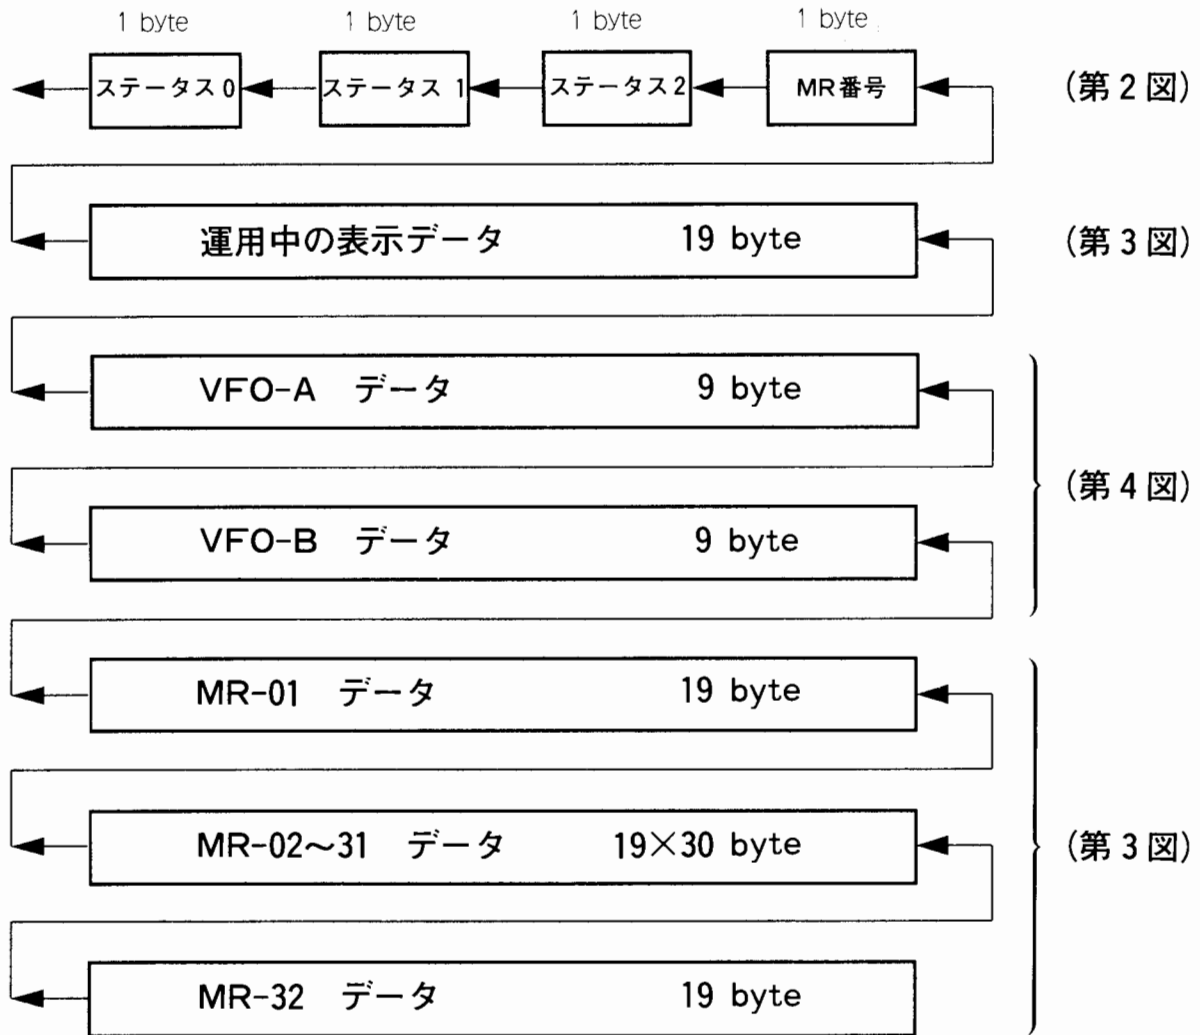 1 byte 1 byte 1 byte 1 byte
ステータス0 ステータス 1 ステータス2 MR番号 (第2図)
運用中の表示データ 19 byte (第3図)
VFO-A データ 9 byte
(第4図)
VFO-B データ 9 byte
MR-01 データ 19 byte
MR-02〜31 データ 19×30 byte (第3図)
MR-32 データ 19 byte